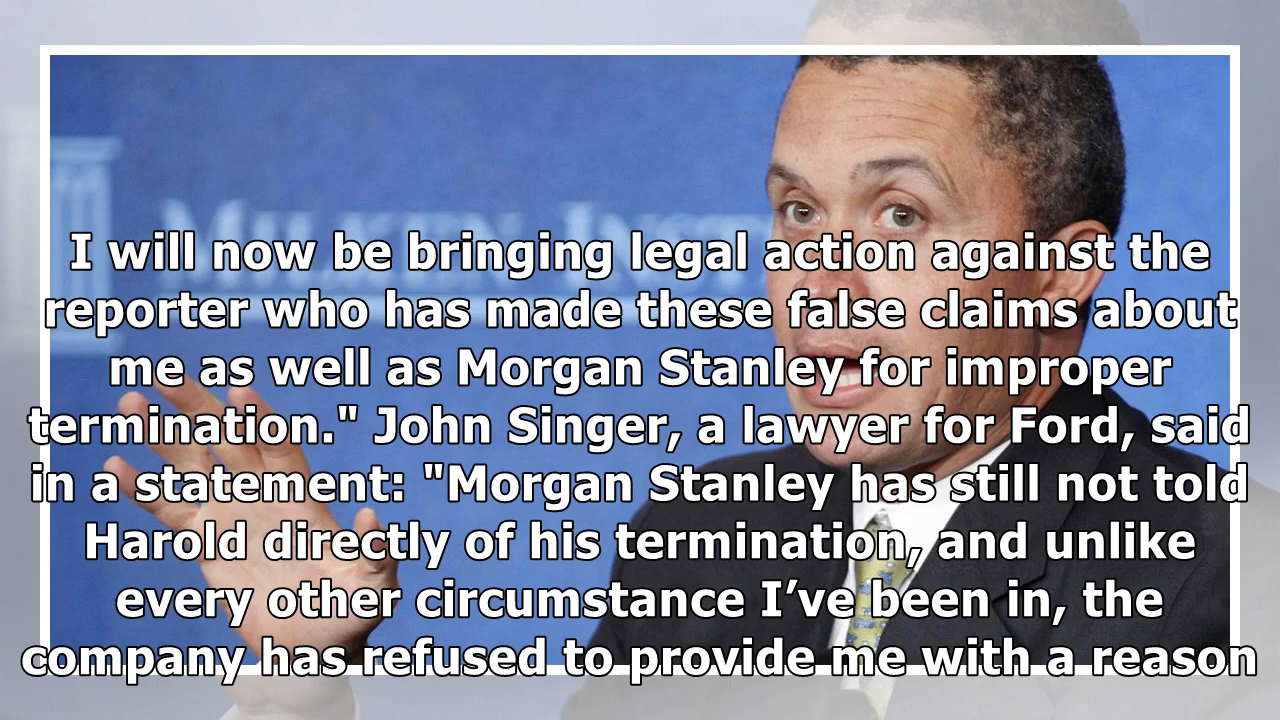 MILKEN INST
I will now be bringing legal action against the
reporter who has made these false claims about
me as well as Morgan Stanley for improper
termination." John Singer, a lawyer for Ford, said
in a statement: "Morgan Stanley has still not told
Harold directly of his termination, and unlike
every other circumstance I’ve been in, the
company has refused to provide me with a reason